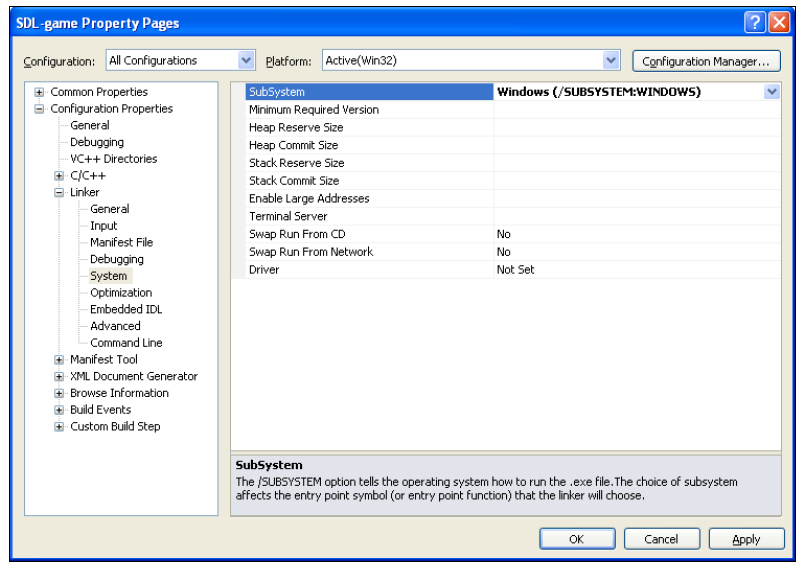 SDL-game Property Pages
Configuration: All Configurations Platform: Active(Win32) Configuration Manager...
Common Properties
Configuration Properties
General
Debugging
VC++ Directories
C/C++
Linker
General
Input
Manifest File
Debugging
System
Optimization
Embedded IDL
Advanced
Command Line
Manifest Tool
XML Document Generator
Browse Information
Build Events
Custom Build Step
SubSystem Windows (/SUBSYSTEM:WINDOWS)
Minimum Required Version
Heap Reserve Size
Heap Commit Size
Stack Reserve Size
Stack Commit Size
Enable Large Addresses
Terminal Server
Swap Run From CD No
Swap Run From Network No
Driver Not Set
SubSystem
The /SUBSYSTEM option tells the operating system how to run the .exe file.The choice of subsystem
affects the entry point symbol (or entry point function) that the linker will choose.
OK Cancel Apply